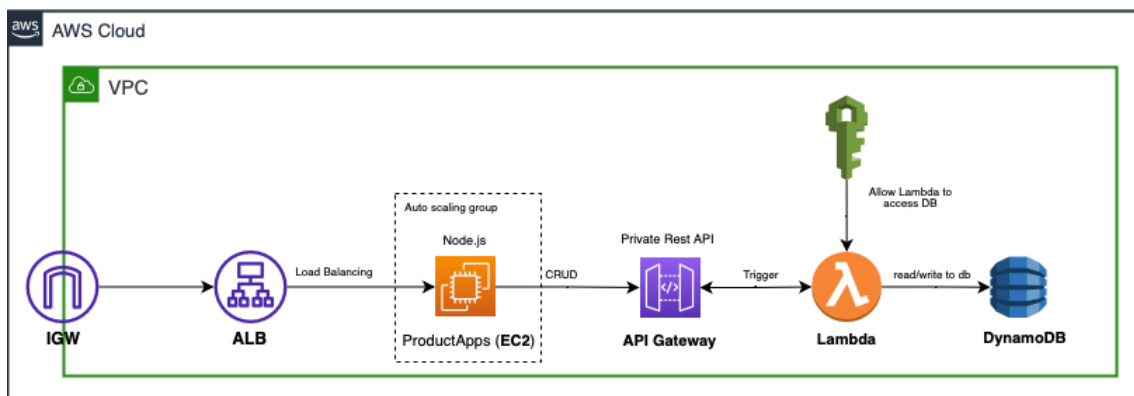 aws
AWS Cloud
VPC
Allow Lambda to
access DB
Auto scaling group
Node.js
Private Rest API
Load Balancing
CRUD
</>
Trigger
read/write to db
IGW
ALB
ProductApps (EC2)
API Gateway
Lambda
DynamoDB